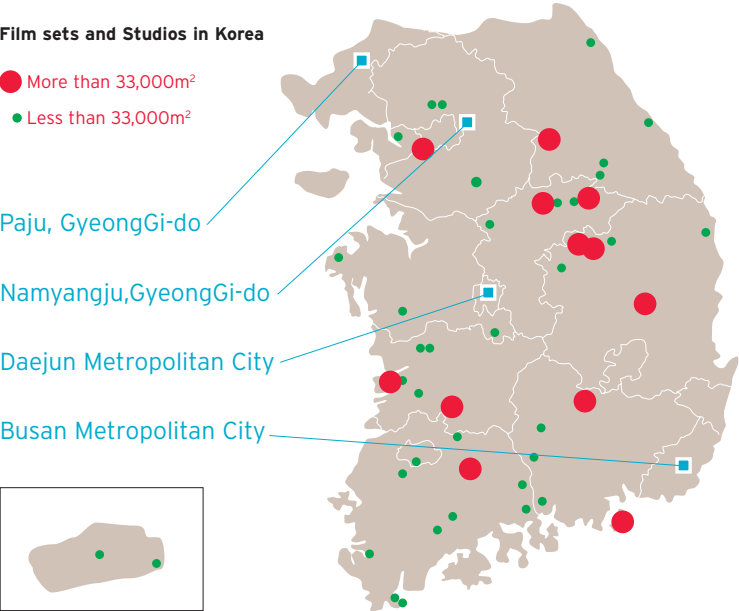 Film sets and Studios in Korea
More than 33,000m²
Less than 33,000m²
Paju, GyeongGi-do
Namyangju,GyeongGi-do
Daejun Metropolitan City
Busan Metropolitan City